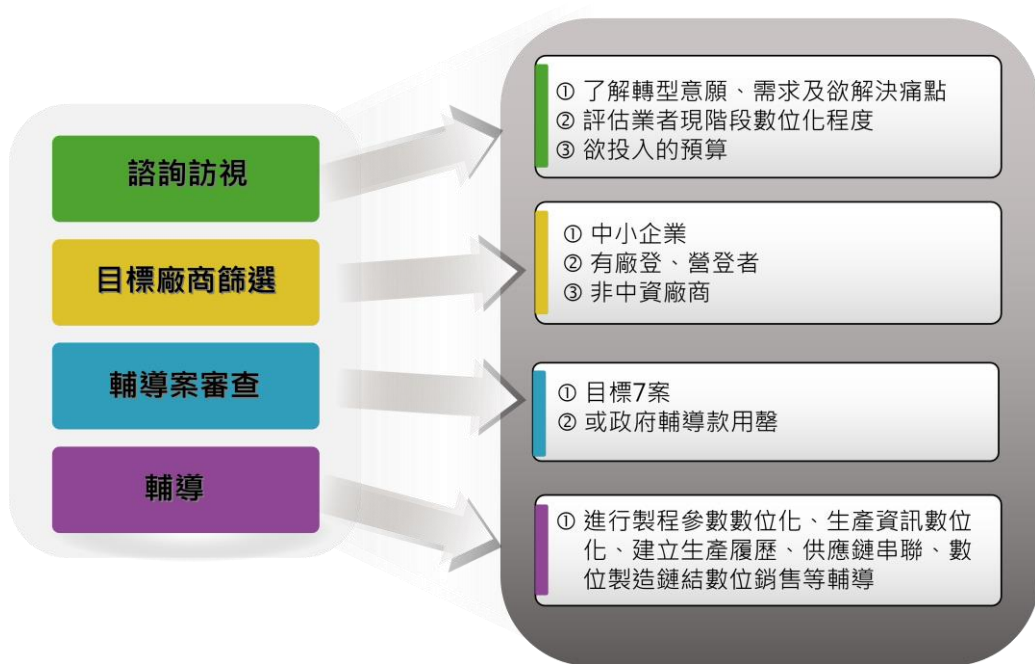 諮詢訪視
① 了解轉型意願、需求及欲解決痛點
② 評估業者現階段數位化程度
③ 欲投入的預算
目標廠商篩選
① 中小企業
② 有廠登、營登者
③ 非中資廠商
輔導案審查
① 目標7案
② 或政府輔導款用罄
輔導
① 進行製程參數數位化、生產資訊數位
化、建立生產履歷、供應鏈串聯、數
位製造鏈結數位銷售等輔導